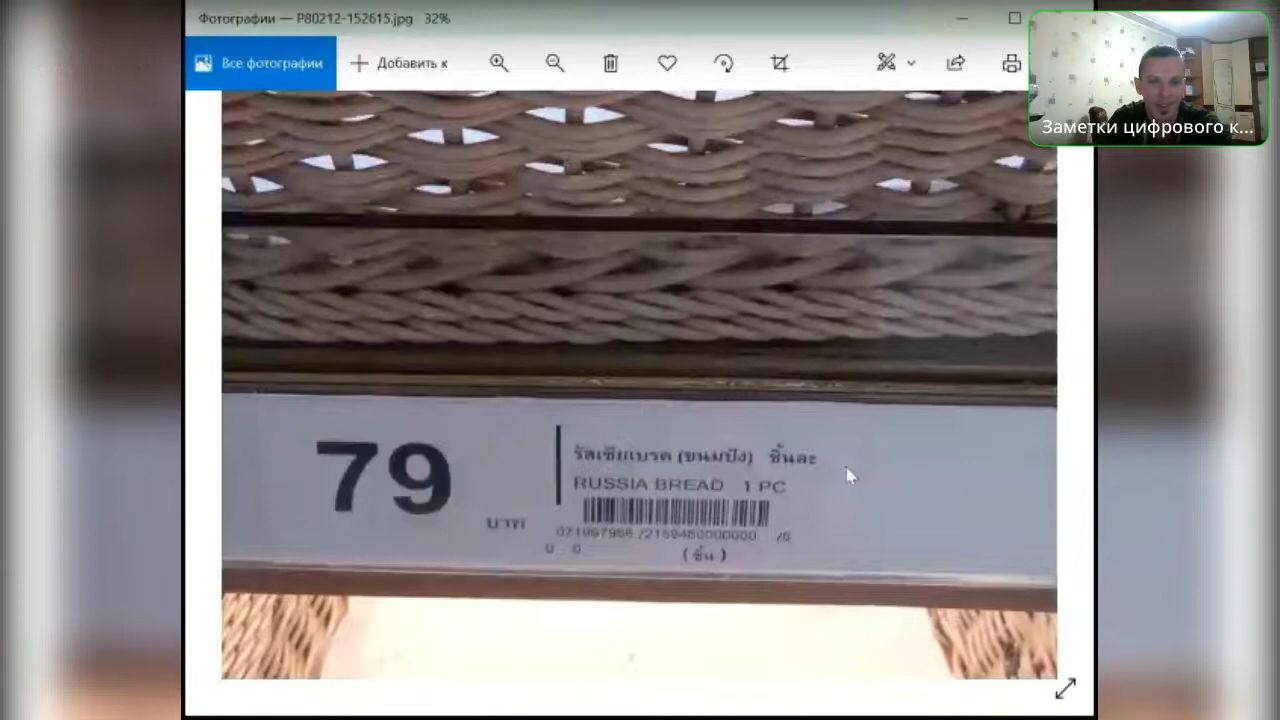 Фотографии — P80212-152615.jpg 32%
Все фотографии
Добавить к
Заметки цифрового к...
79
บาท
รัสเซียเบรด (ขนมปัง) ชิ้นละ
RUSSIA BREAD 1 PC
(ชิ้น)